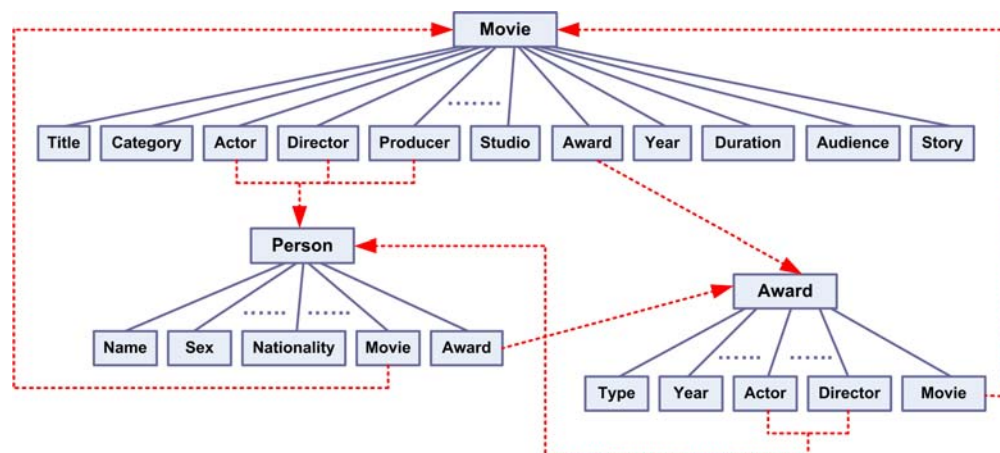 Movie
Title Category Actor Director Producer Studio Award Year Duration Audience Story
Person
Award
Name Sex Nationality Movie Award
Type Year Actor Director Movie